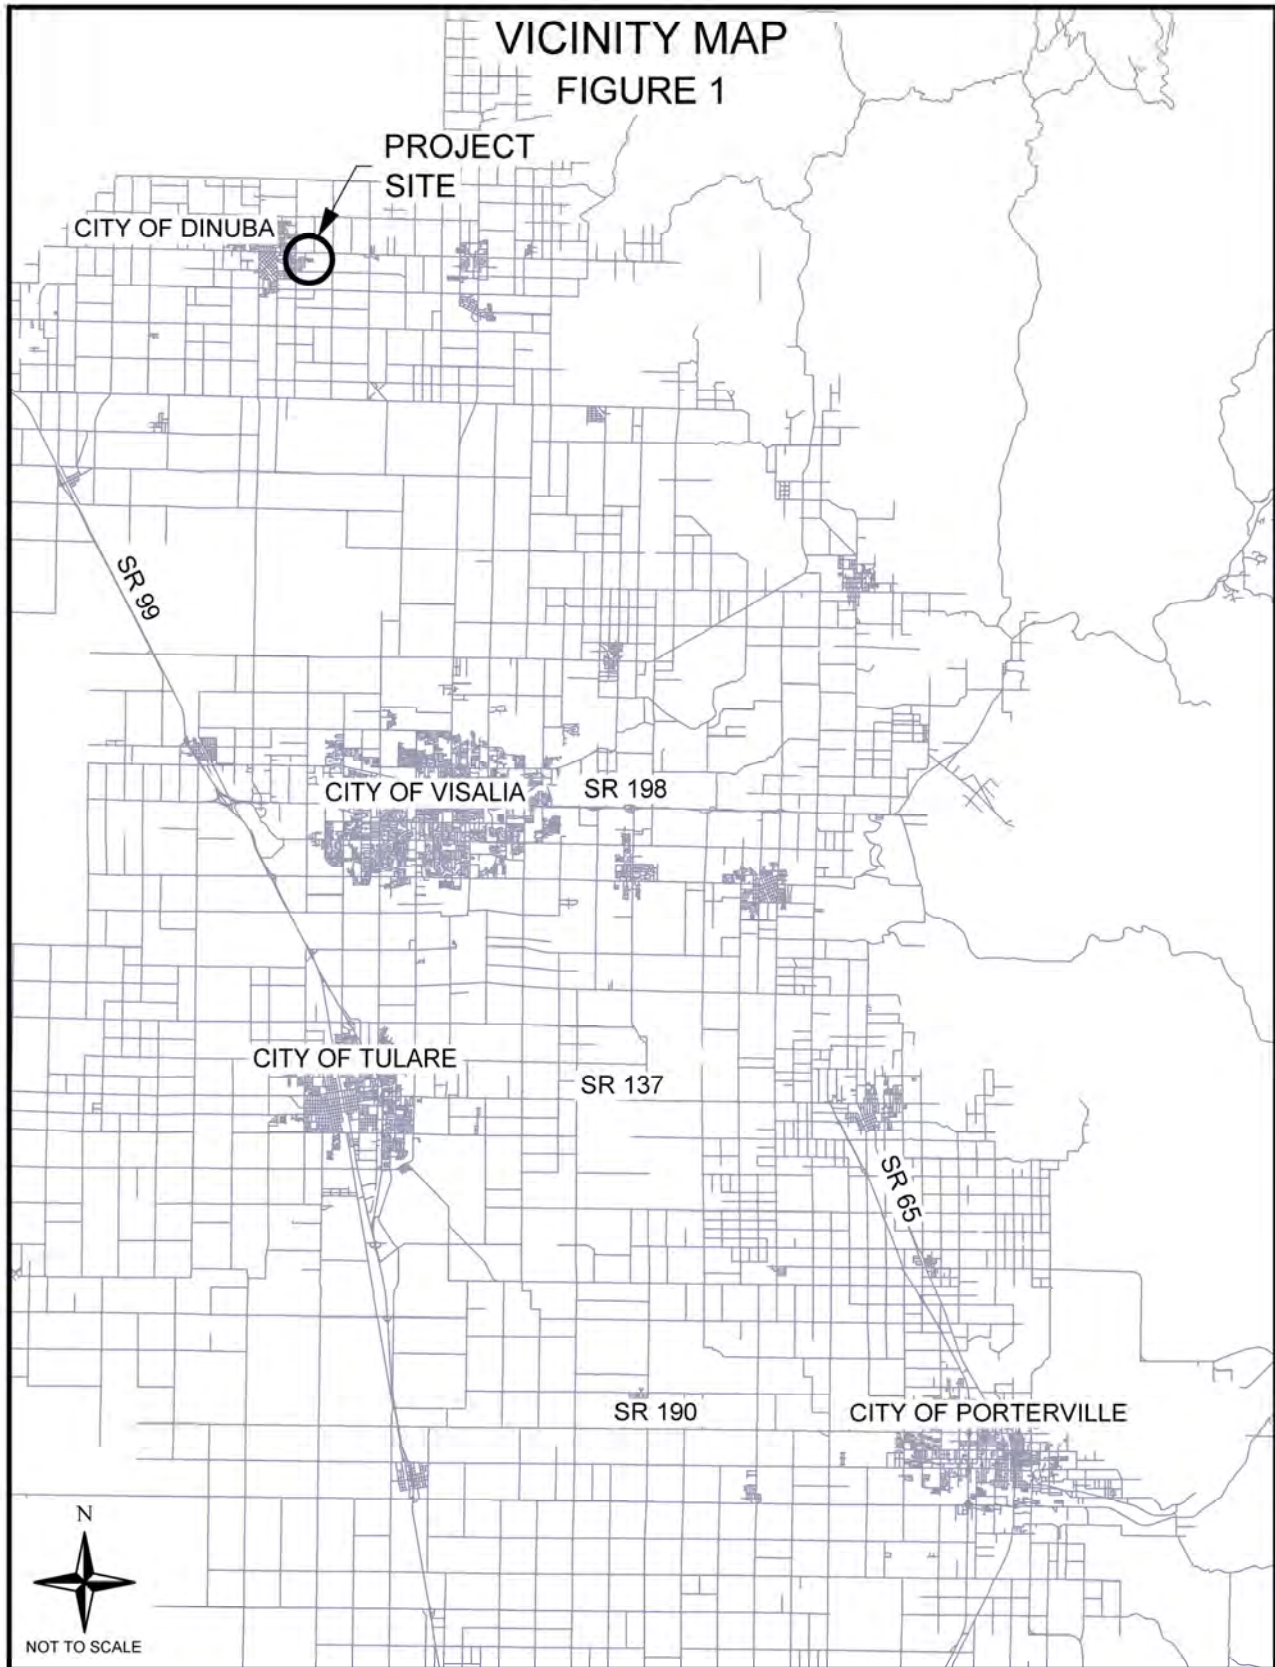 VICINITY MAP
FIGURE 1
PROJECT
SITE
CITY OF DINUBA
SR 99
CITY OF VISALIA
SR 198
CITY OF TULARE
SR 137
SR 65
SR 190
CITY OF PORTERVILLE
N
NOT TO SCALE